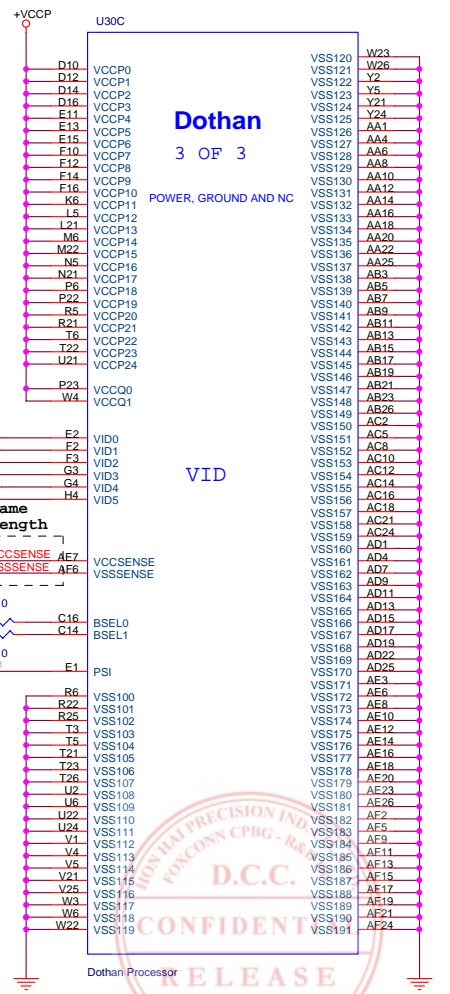 +VCCP
U30C
Dothan
3 OF 3
POWER, GROUND AND NC
D10 VCCP0
D12 VCCP1
D14 VCCP2
D16 VCCP3
E11 VCCP4
E13 VCCP5
E15 VCCP6
F10 VCCP7
F12 VCCP8
F14 VCCP9
F16 VCCP10
K6 VCCP11
L5 VCCP12
L21 VCCP13
M6 VCCP14
M22 VCCP15
N5 VCCP16
N21 VCCP17
P6 VCCP18
P22 VCCP19
R5 VCCP20
R21 VCCP21
T6 VCCP22
T22 VCCP23
U21 VCCP24
P23 VCCQ0
W4 VCCQ1
E2 VID0
F2 VID1
F3 VID2
G3 VID3
G4 VID4
H4 VID5
VID
ame
ength
CCSENSE AE7 VCCSENSE
SSSENSE AF6 VSSSENSE
0
C16 BSEL0
C14 BSEL1
0
E1 PSI
R6 VSS100
R22 VSS101
R25 VSS102
T3 VSS103
T5 VSS104
T21 VSS105
T23 VSS106
T26 VSS107
U2 VSS108
U6 VSS109
U22 VSS110
U24 VSS111
V1 VSS112
V4 VSS113
V5 VSS114
V21 VSS115
V25 VSS116
W3 VSS117
W6 VSS118
W22 VSS119
VSS120 W23
VSS121 W26
VSS122 Y2
VSS123 Y5
VSS124 Y21
VSS125 Y24
VSS126 AA1
VSS127 AA4
VSS128 AA6
VSS129 AA8
VSS130 AA10
VSS131 AA12
VSS132 AA14
VSS133 AA16
VSS134 AA18
VSS135 AA20
VSS136 AA22
VSS137 AA25
VSS138 AB3
VSS139 AB5
VSS140 AB7
VSS141 AB9
VSS142 AB11
VSS143 AB13
VSS144 AB15
VSS145 AB17
VSS146 AB19
VSS147 AB21
VSS148 AB23
VSS149 AB26
VSS150 AC2
VSS151 AC5
VSS152 AC8
VSS153 AC10
VSS154 AC12
VSS155 AC14
VSS156 AC16
VSS157 AC18
VSS158 AC21
VSS159 AC24
VSS160 AD1
VSS161 AD4
VSS162 AD7
VSS163 AD9
VSS164 AD11
VSS165 AD13
VSS166 AD15
VSS167 AD17
VSS168 AD19
VSS169 AD22
VSS170 AD25
VSS171 AE3
VSS172 AE6
VSS173 AE8
VSS174 AE10
VSS175 AE12
VSS176 AE14
VSS177 AE16
VSS178 AE18
VSS179 AE20
VSS180 AE23
VSS181 AE26
VSS182 AF2
VSS183 AF5
VSS184 AF9
VSS185 AF11
VSS186 AF13
VSS187 AF15
VSS188 AF17
VSS189 AF19
VSS190 AF21
VSS191 AF24
Dothan Processor
HON HAI PRECISION IND.
FOXCONN CPBG - R&
D.C.C.
CONFIDENTIAL
RELEASE